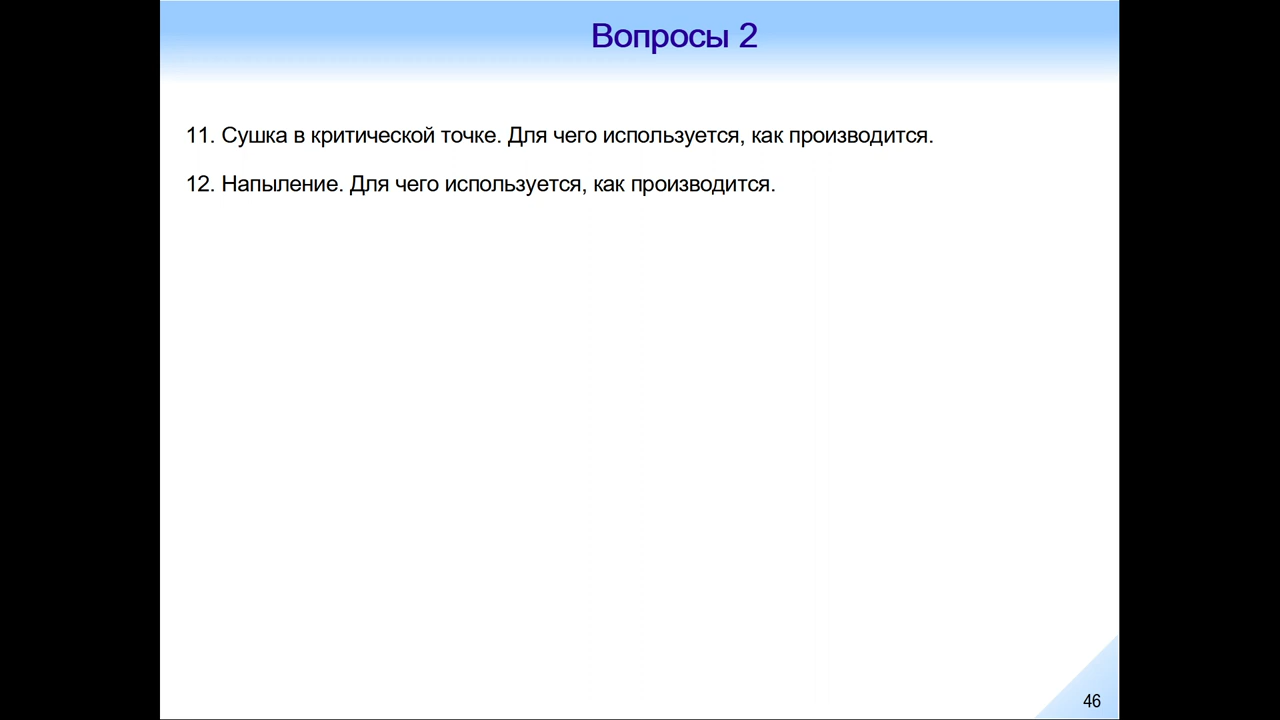 Вопросы 2
11. Сушка в критической точке. Для чего используется, как производится.
12. Напыление. Для чего используется, как производится.
46